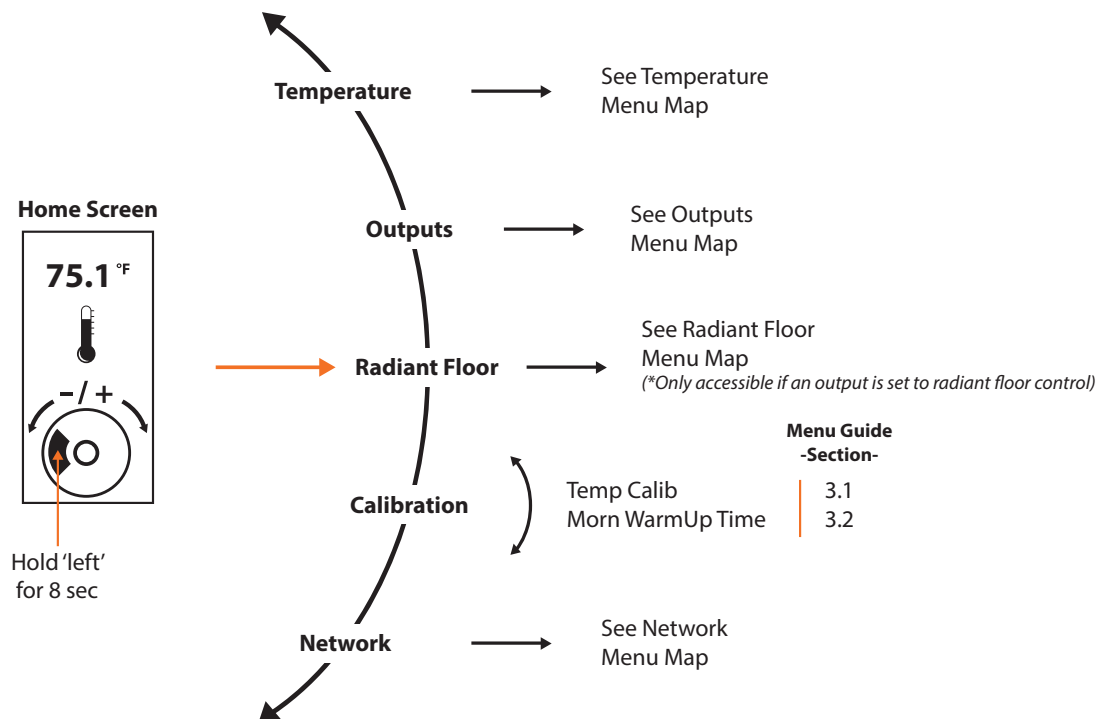 Temperature
See Temperature
Menu Map
Home Screen
75.1 °F
- / +
Hold 'left'
for 8 sec
Outputs
See Outputs
Menu Map
Radiant Floor
See Radiant Floor
Menu Map
(*Only accessible if an output is set to radiant floor control)
Menu Guide
-Section-
Calibration
Temp Calib 3.1
Morn WarmUp Time 3.2
Network
See Network
Menu Map